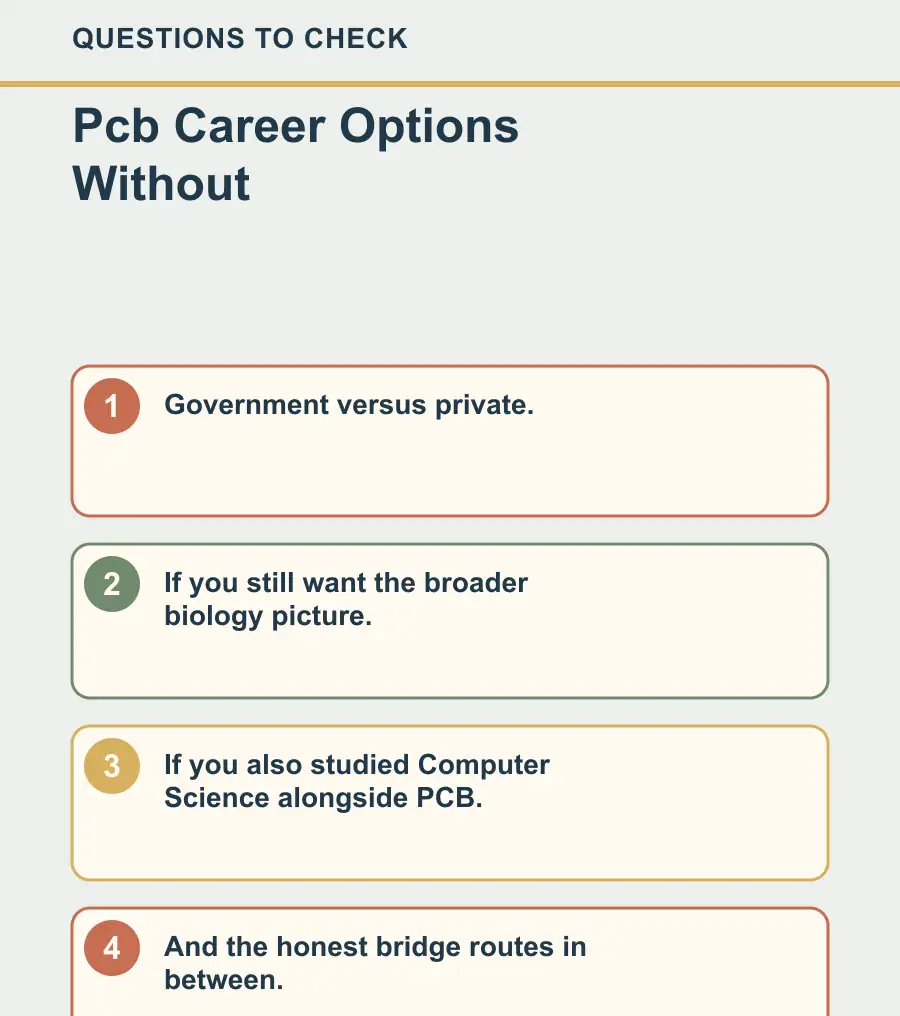 QUESTIONS TO CHECK
Pcb Career Options
Without
1
Government versus private.
2
If you still want the broader
biology picture.
3
If you also studied Computer
Science alongside PCB.
4
And the honest bridge routes in
between.